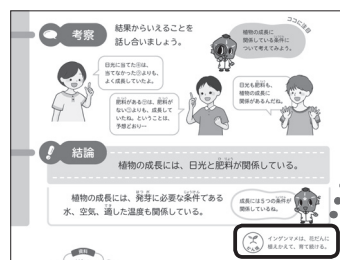 考察
結果からいえることを
話し合いましょう。
ココに注目
植物の成長に
関係している条件に
ついて考えてみよう。
日光に当てた㋐は、
当てなかった㋑よりも、
よく成長していたよ。
肥料がある㋒は、肥料が
ない㋓よりも、成長して
いたね。ということは、
予想どおり…
日光も肥料も、
植物の成長に
関係があるんだね。
結論
植物の成長には、日光と肥料が関係している。
植物の成長には、発芽に必要な条件である
水、空気、適した温度も関係している。
成長には5つの条件が
関係しているね。
インゲンマメは、花だんに
植えかえて、育て続ける。